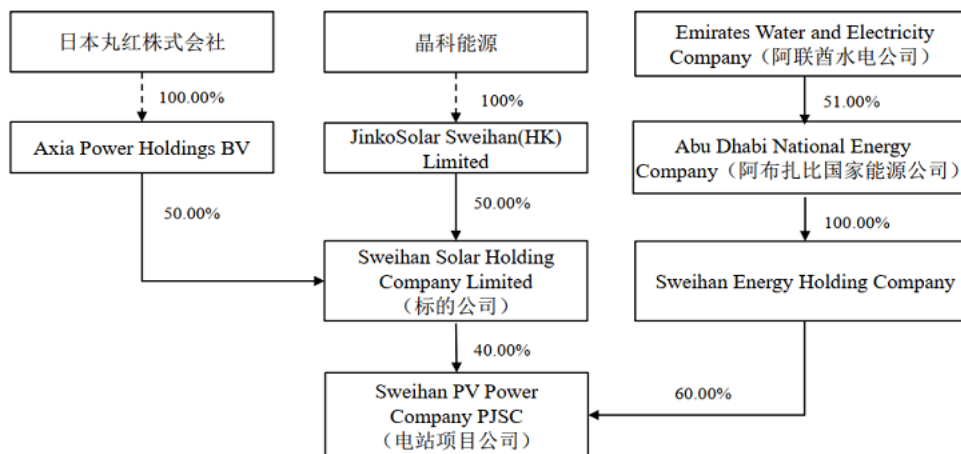 日本丸红株式会社
晶科能源
Emirates Water and Electricity
Company（阿联酋水电公司）
100.00%
100%
51.00%
Axia Power Holdings BV
JinkoSolar Sweihan(HK)
Limited
Abu Dhabi National Energy
Company（阿布扎比国家能源公司）
50.00%
50.00%
100.00%
Sweihan Solar Holding
Company Limited
（标的公司）
Sweihan Energy Holding Company
40.00%
60.00%
Sweihan PV Power
Company PJSC
（电站项目公司）